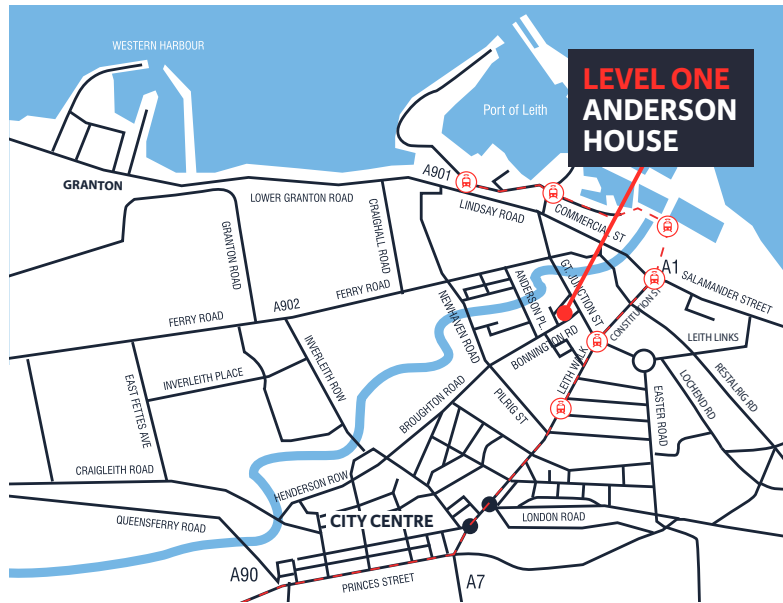 WESTERN HARBOUR
Port of Leith
LEVEL ONE
ANDERSON
HOUSE
A901
GRANTON
LOWER GRANTON ROAD
CRAIGHALL ROAD
LINDSAY ROAD
COMMERCIAL ST
GRANTON ROAD
A1
SALAMANDER STREET
GT. JUNCTION ST
CONSTITUTION ST
ANDERSON PL.
FERRY ROAD
A902
FERRY ROAD
NEWHAVEN ROAD
BONNINGTON RD
LEITH LINKS
INVERLEITH ROW
INVERLEITH PLACE
EAST FETTES AVE
BROUGHTON ROAD
PILRIG ST
LEITH WALK
EASTER ROAD
LOCHEND RD
RESTALRIG RD
CRAIGLEITH ROAD
HENDERSON ROW
QUEENSFERRY ROAD
CITY CENTRE
LONDON ROAD
A90
PRINCES STREET
A7